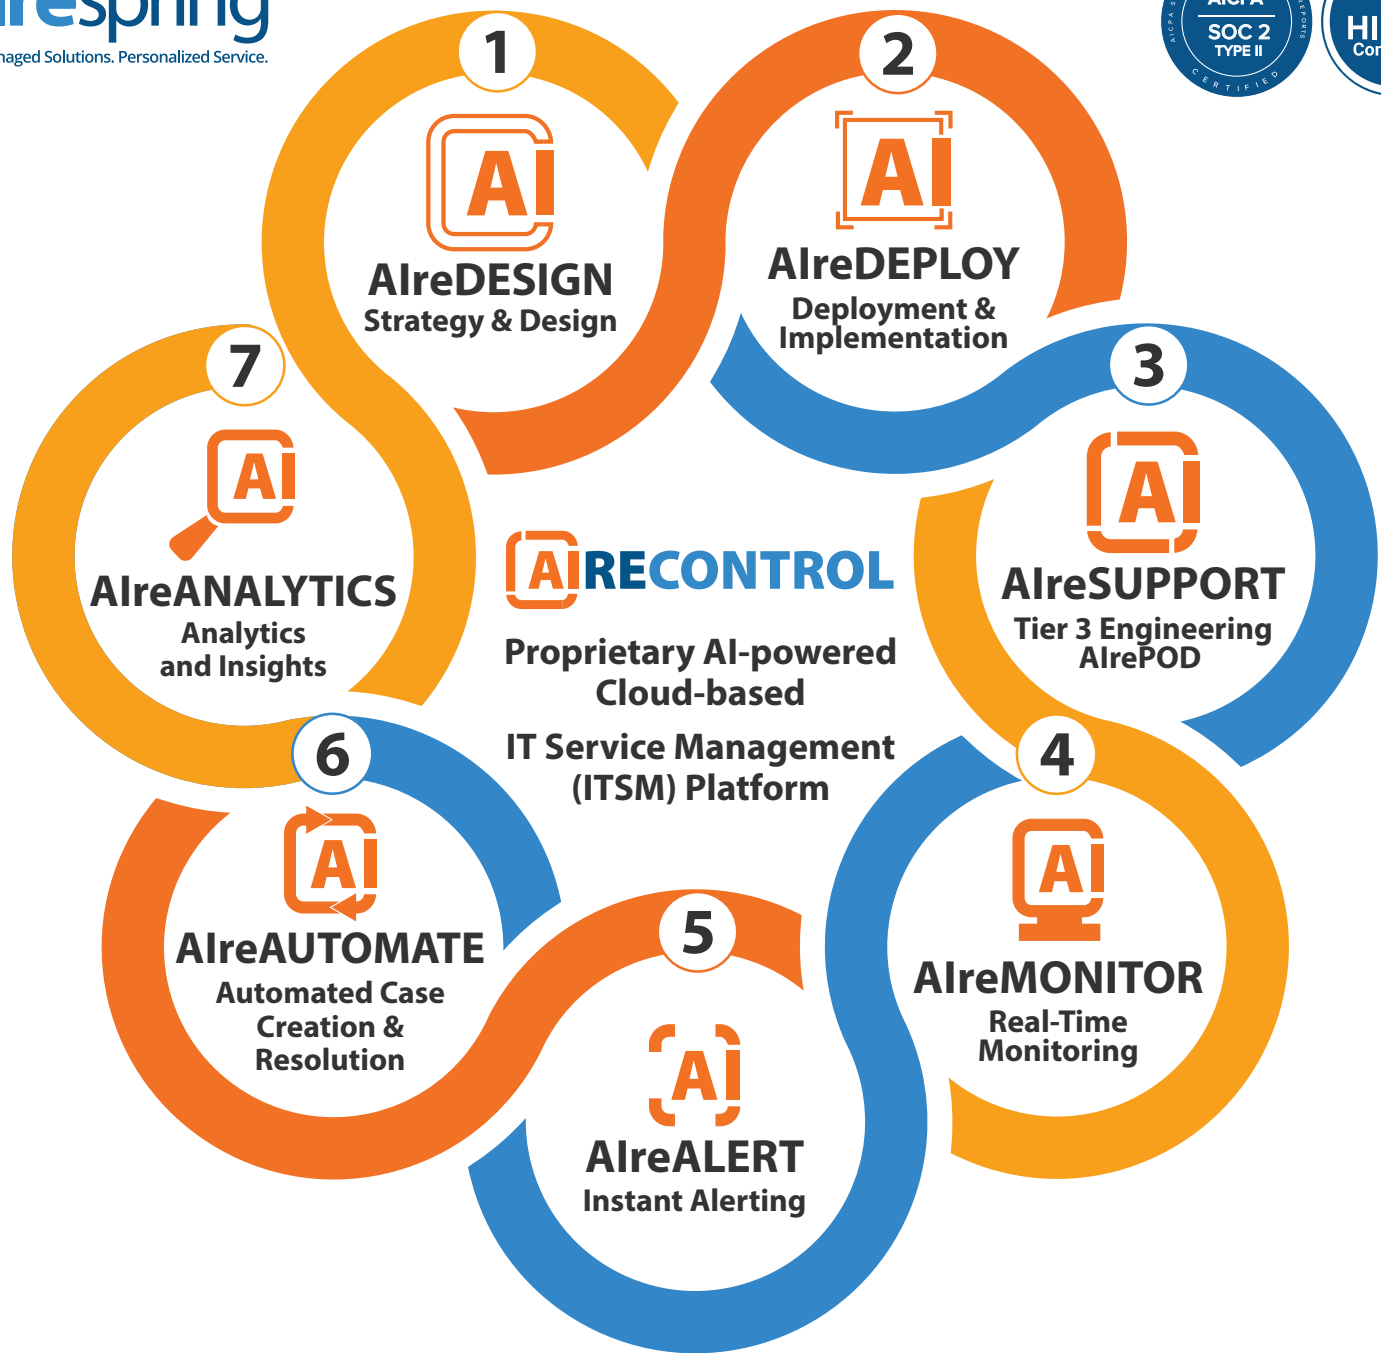 spring
Solutions. Personalized Service.
SOC 2
TYPE II
CERTIFIED
1
AI
AIreDESIGN
Strategy & Design
2
AI
AIreDEPLOY
Deployment &
Implementation
3
AI
AIreSUPPORT
Tier 3 Engineering
AIrePOD
4
AI
AIreMONITOR
Real-Time
Monitoring
5
AI
AIreALERT
Instant Alerting
6
AI
AIreAUTOMATE
Automated Case
Creation &
Resolution
7
AI
AIreANALYTICS
Analytics
and Insights
AIRECONTROL
Proprietary AI-powered
Cloud-based
IT Service Management
(ITSM) Platform